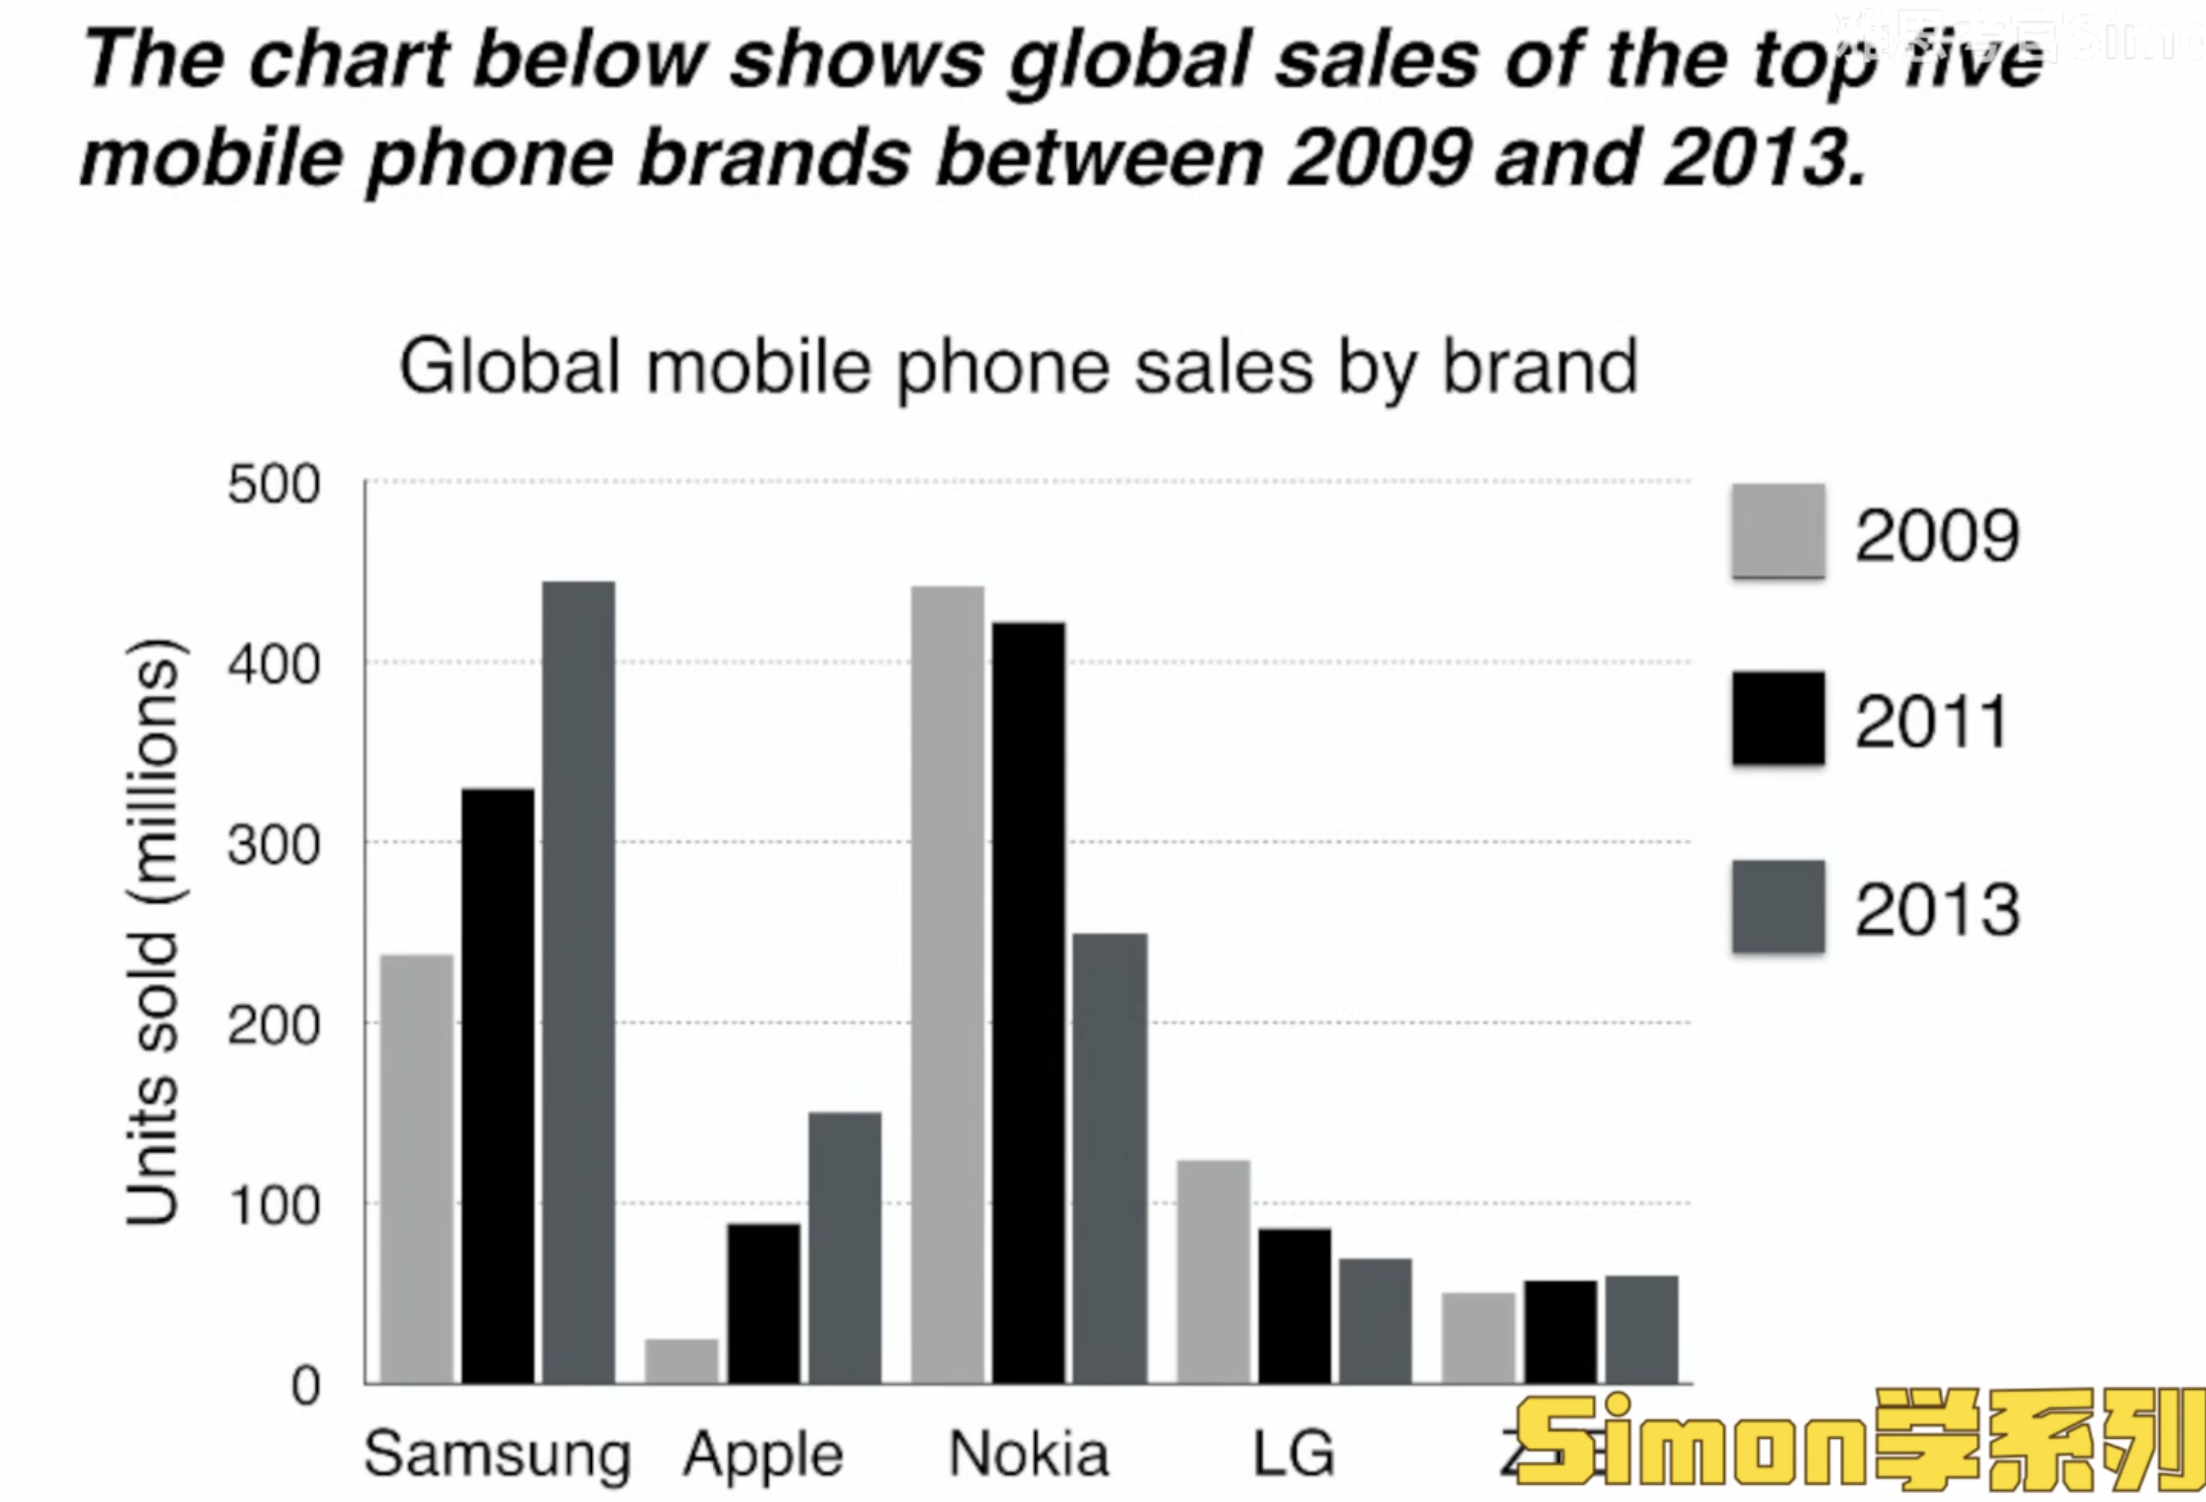 The chart below shows global sales of the top five
mobile phone brands between 2009 and 2013.
Global mobile phone sales by brand
Units sold (millions)
500
400
300
200
100
0
2009
2011
2013
Samsung Apple Nokia LG
Simon学系列